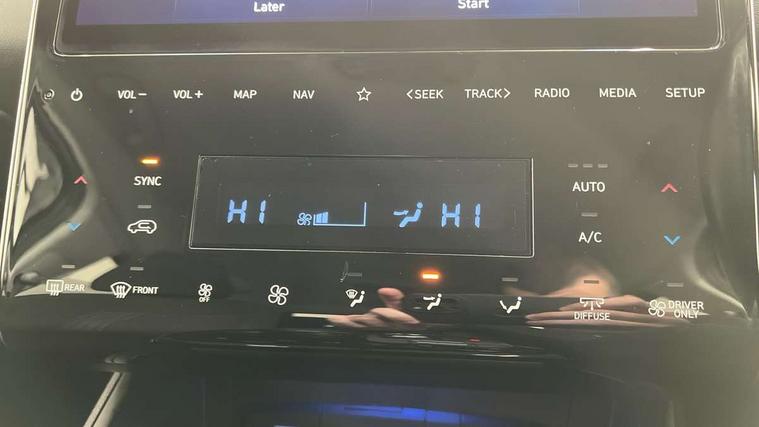 Later Start
VOL− VOL+ MAP NAV <SEEK TRACK> RADIO MEDIA SETUP
SYNC AUTO
HI HI
A/C
REAR FRONT OFF DIFFUSE DRIVER
ONLY